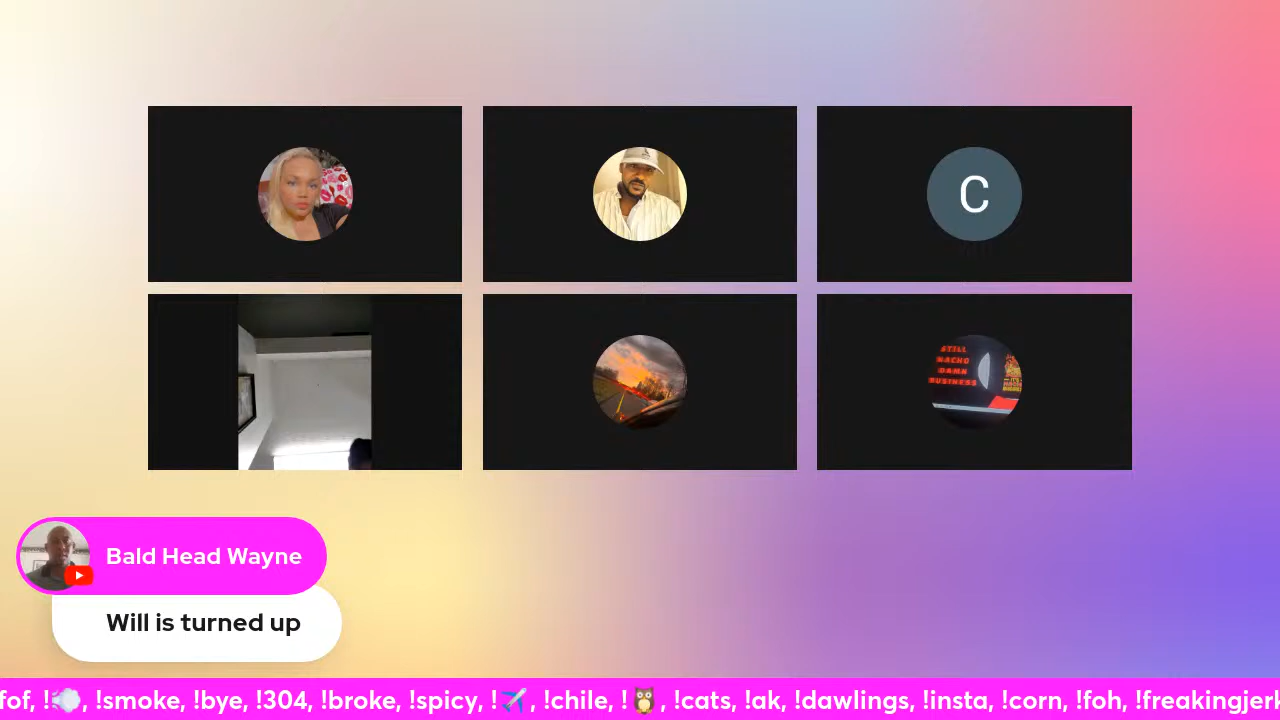 C
STILL
NACHO
DAMN
BUSINESS
Bald Head Wayne
Will is turned up
fof, !💨, !smoke, !bye, !304, !broke, !spicy, !✈️, !chile, !🦉, !cats, !ak, !dawlings, !insta, !corn, !foh, !freakingjerk